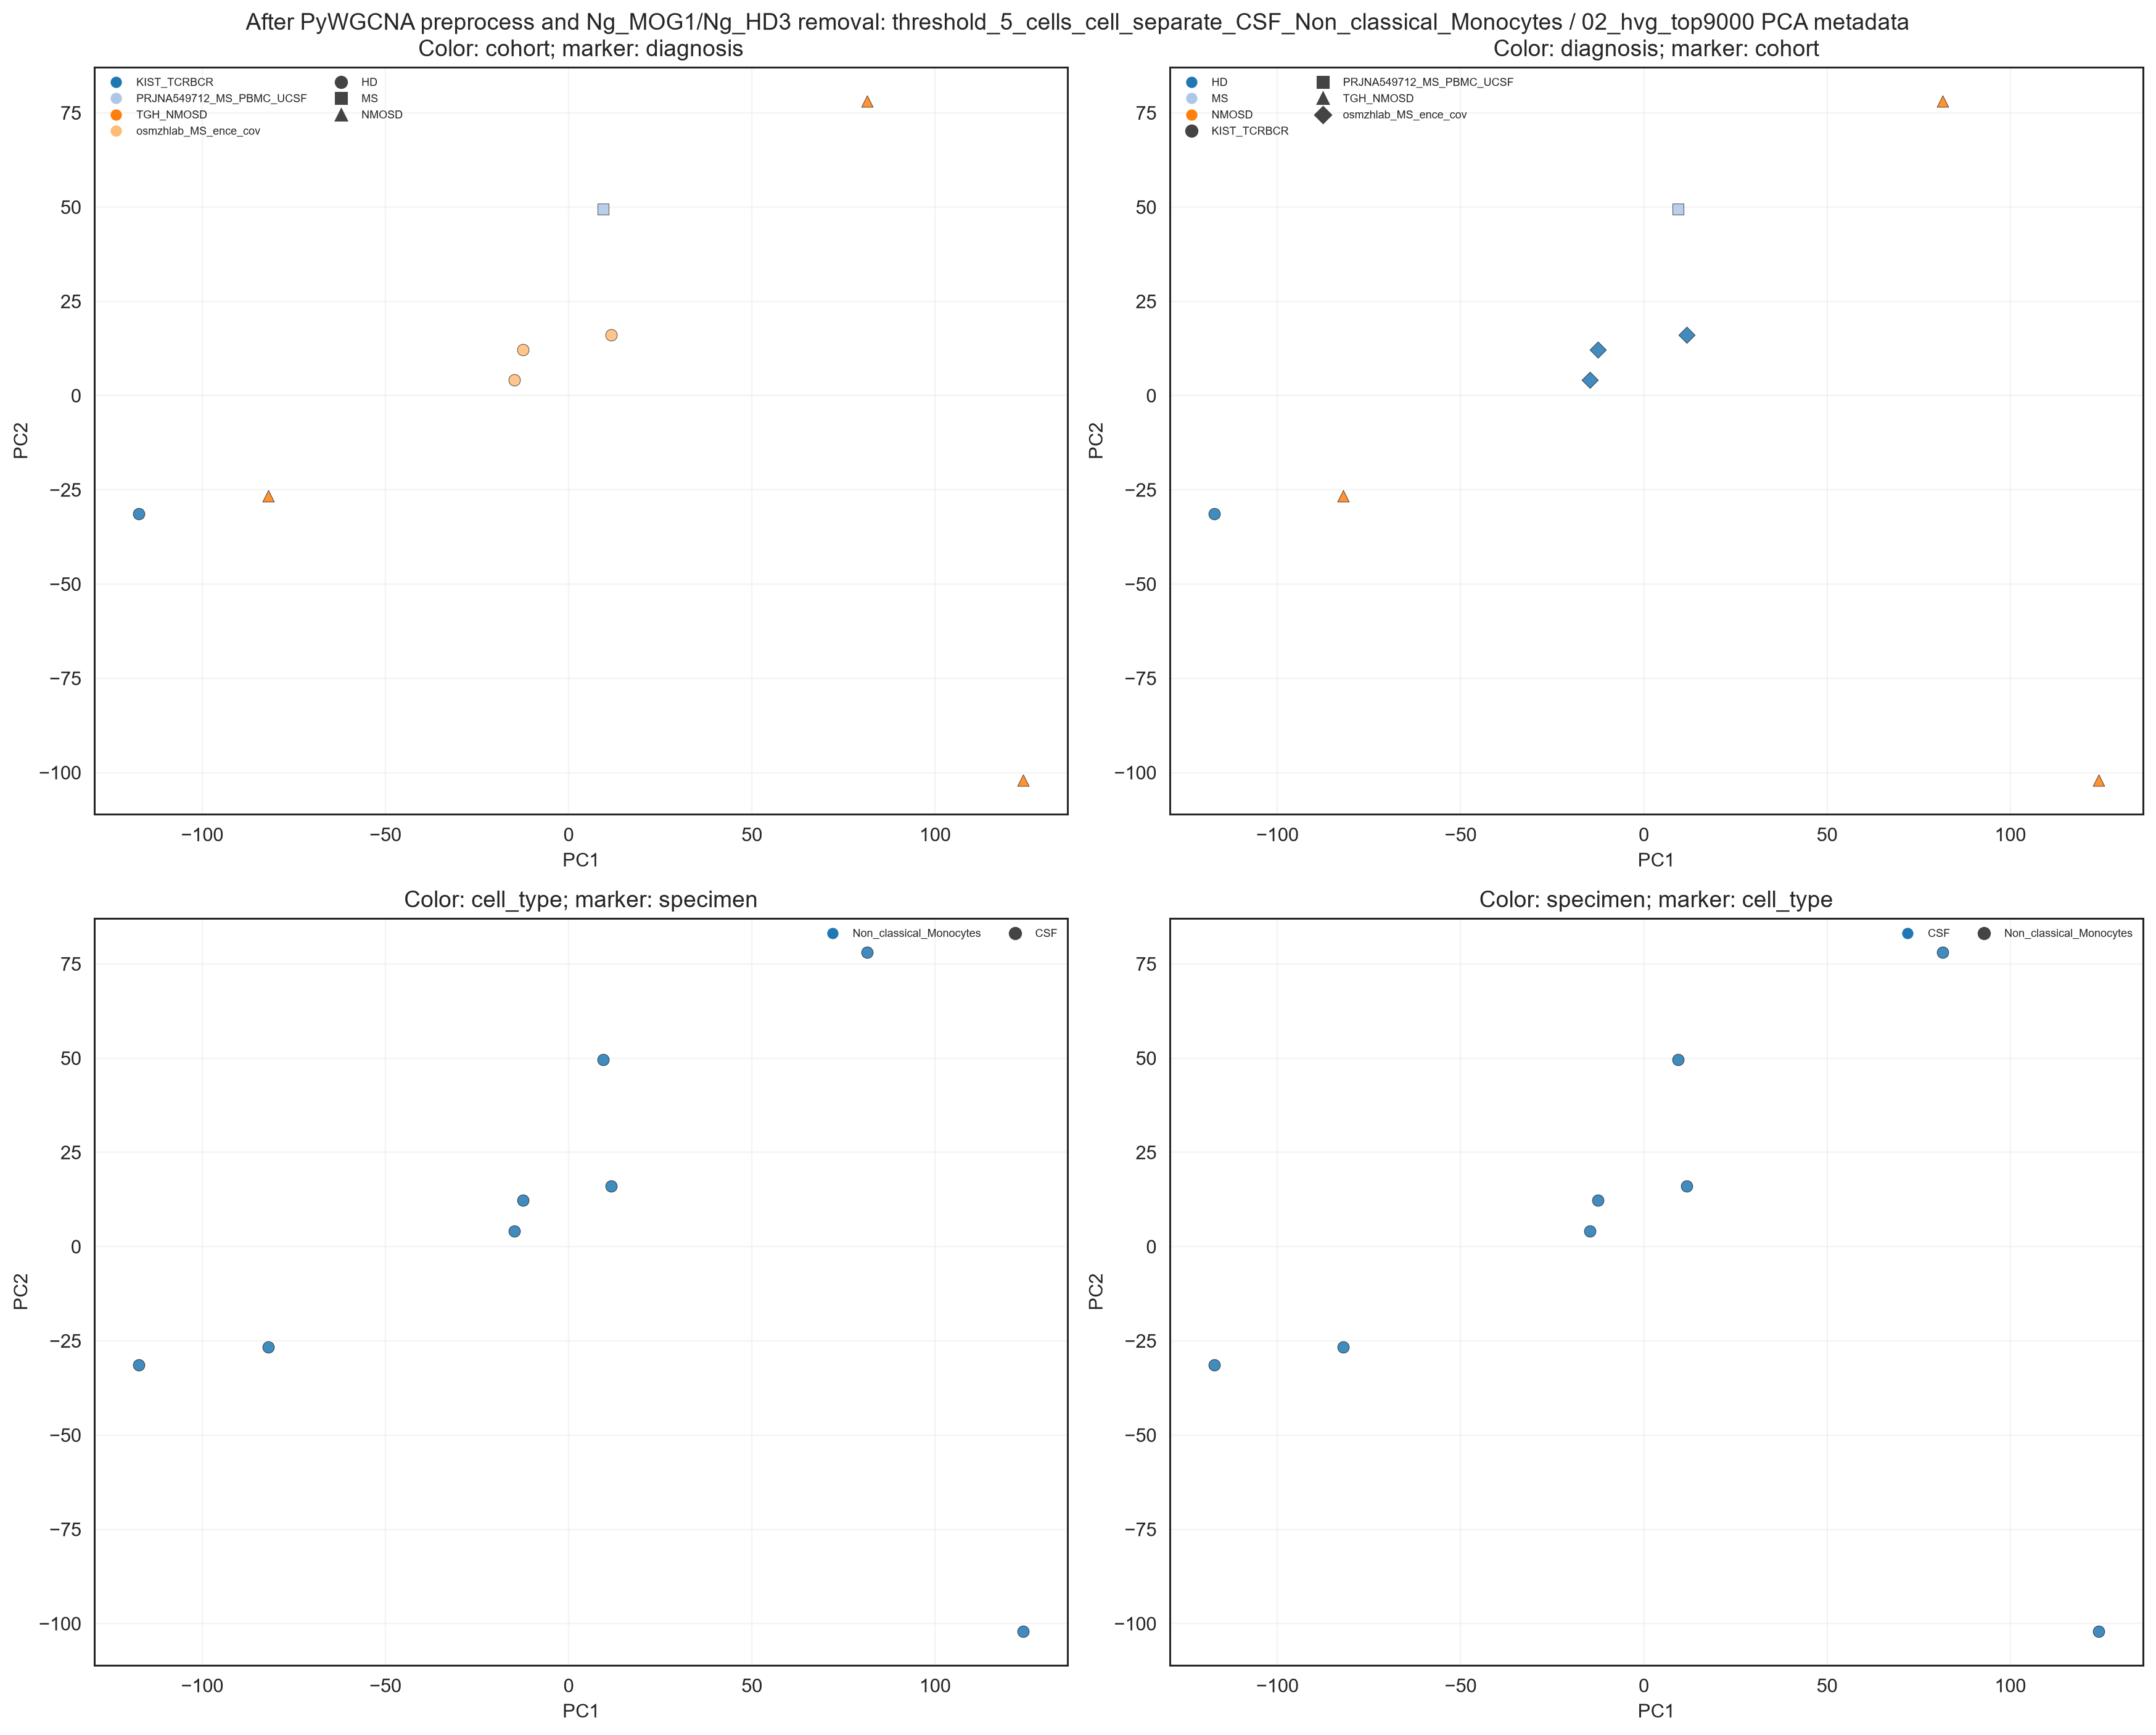 After PyWGCNA preprocess and Ng_MOG1/Ng_HD3 removal: threshold_5_cells_cell_separate_CSF_Non_classical_Monocytes / 02_hvg_top9000 PCA metadata
Color: cohort; marker: diagnosis
KIST_TCRBCR
PRJNA549712_MS_PBMC_UCSF
TGH_NMOSD
osmzhlab_MS_ence_cov
HD
MS
NMOSD
75
50
25
0
−25
−50
−75
−100
PC2
−100 −50 0 50 100
PC1
Color: diagnosis; marker: cohort
HD
MS
NMOSD
KIST_TCRBCR
PRJNA549712_MS_PBMC_UCSF
TGH_NMOSD
osmzhlab_MS_ence_cov
75
50
25
0
−25
−50
−75
−100
PC2
−100 −50 0 50 100
PC1
Color: cell_type; marker: specimen
Non_classical_Monocytes CSF
75
50
25
0
−25
−50
−75
−100
PC2
−100 −50 0 50 100
PC1
Color: specimen; marker: cell_type
CSF Non_classical_Monocytes
75
50
25
0
−25
−50
−75
−100
PC2
−100 −50 0 50 100
PC1